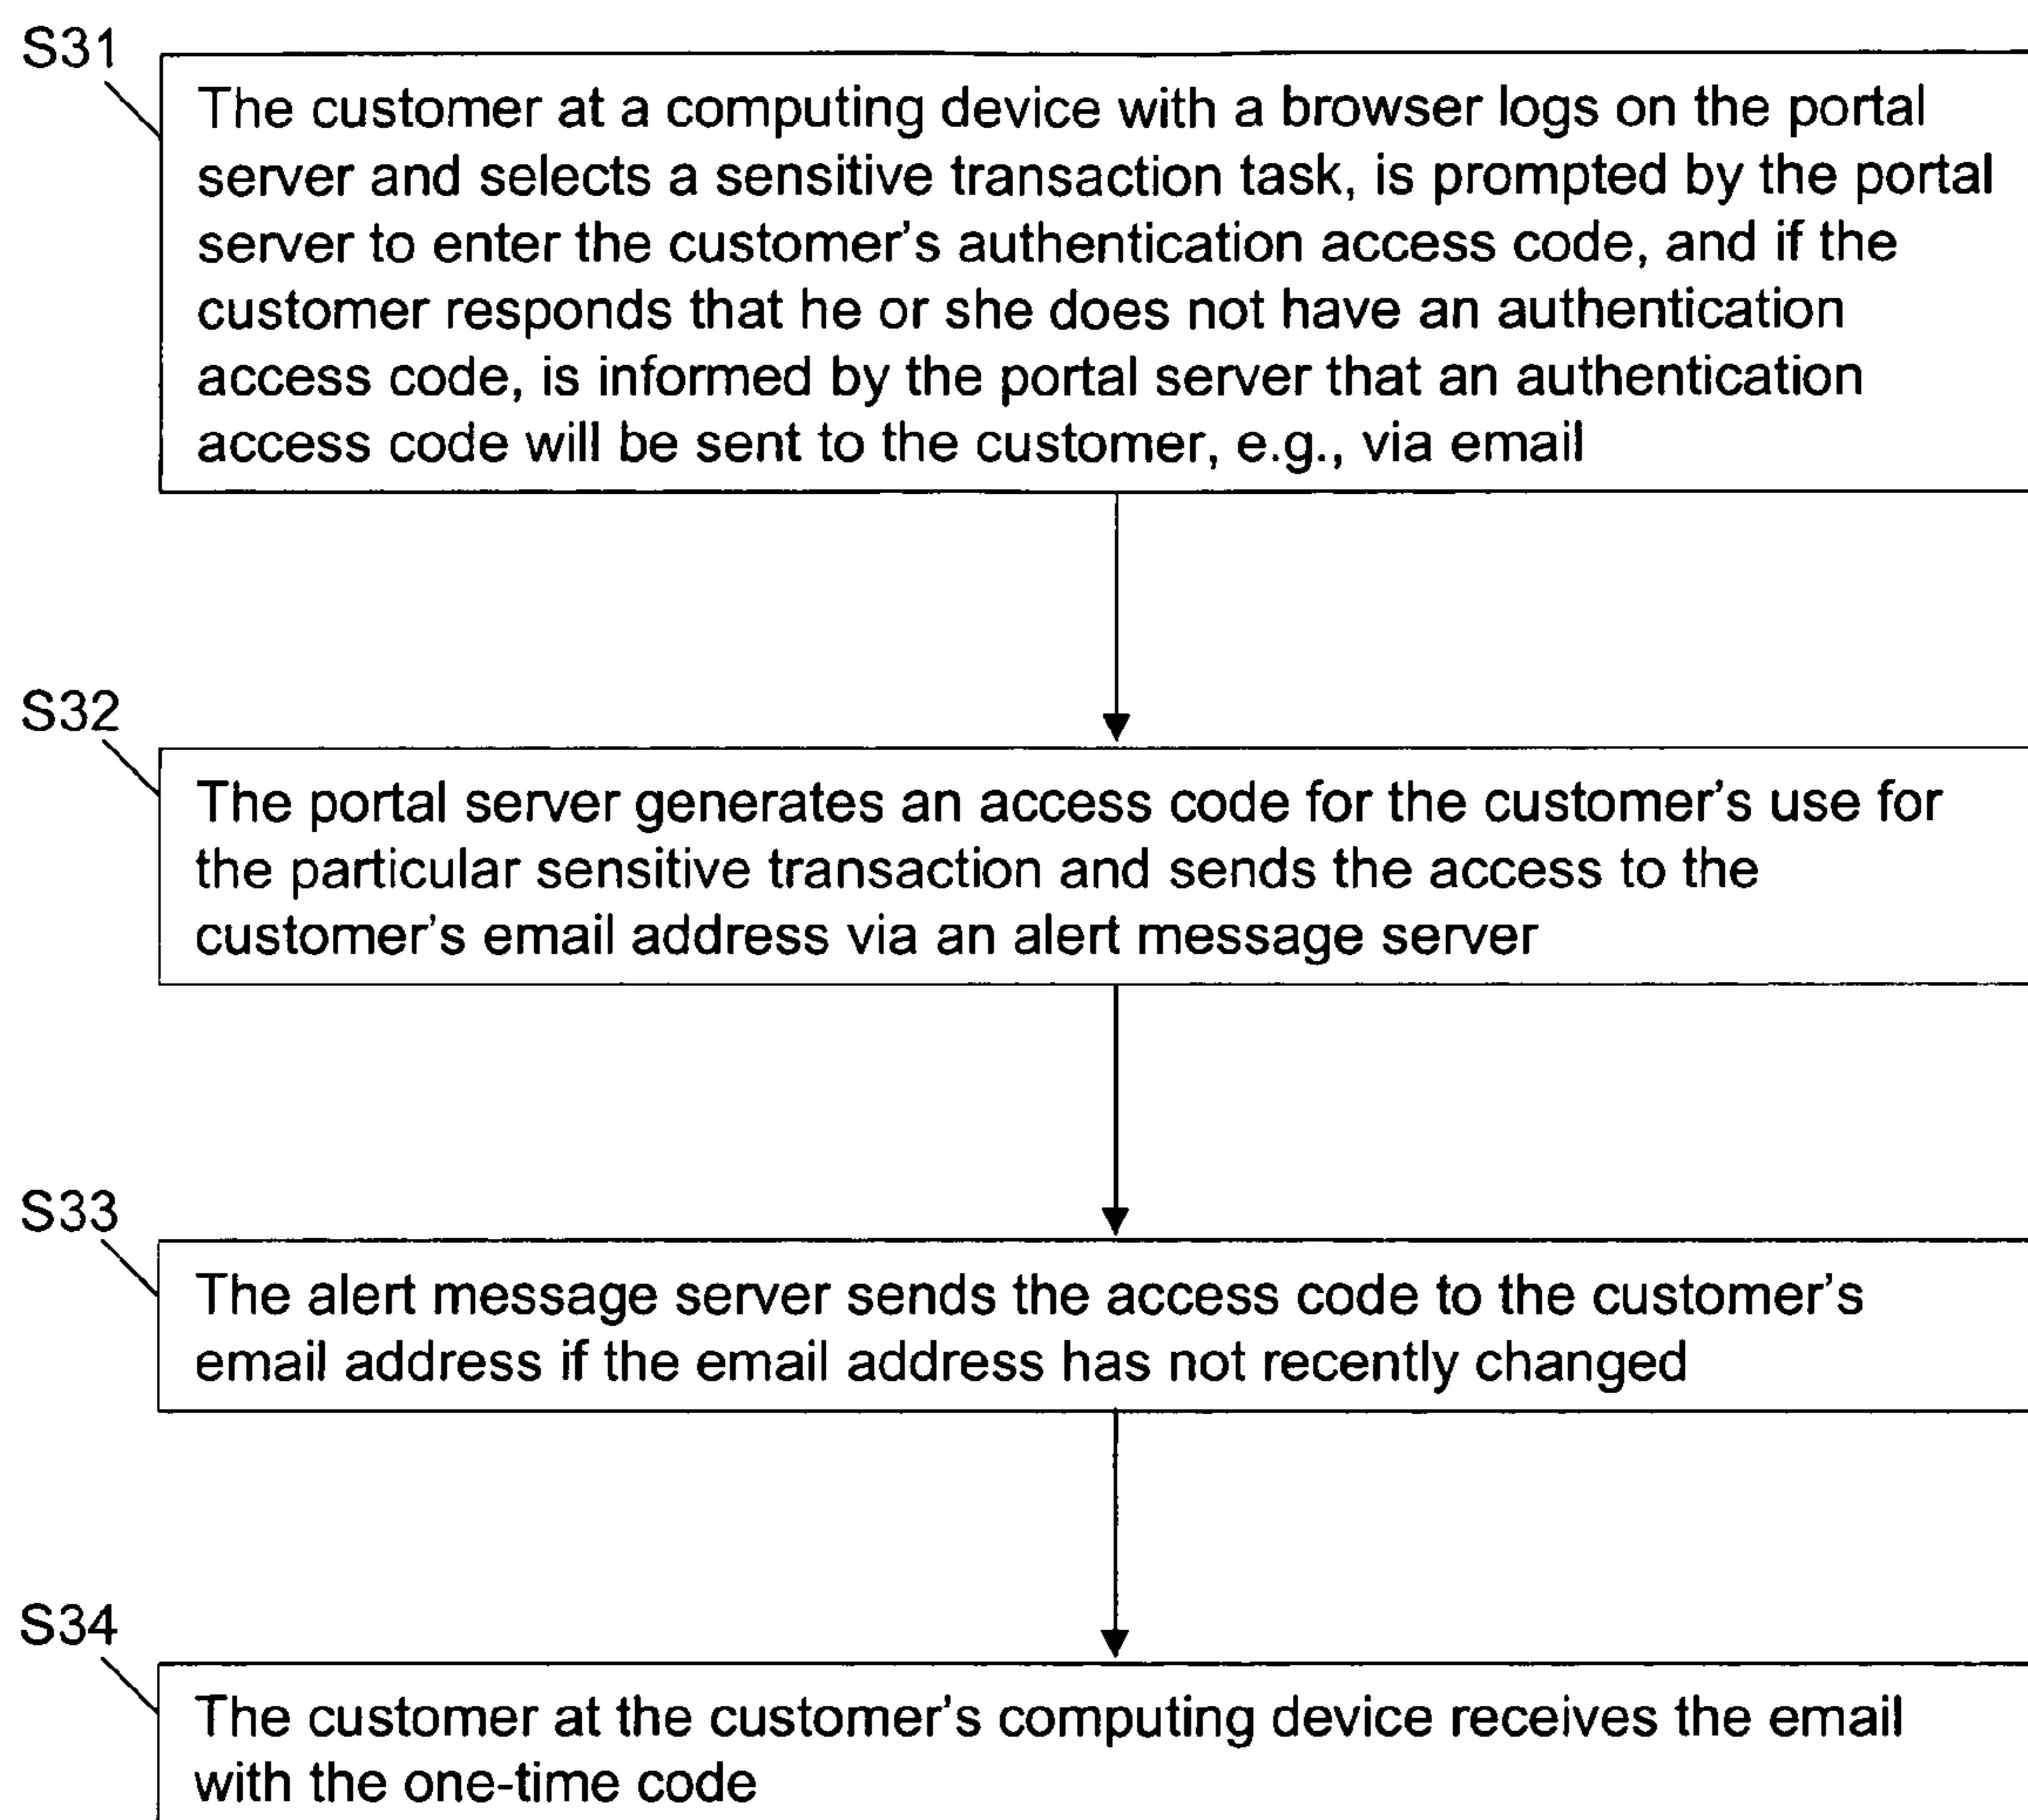 S31
The customer at a computing device with a browser logs on the portal
server and selects a sensitive transaction task, is prompted by the portal
server to enter the customer's authentication access code, and if the
customer responds that he or she does not have an authentication
access code, is informed by the portal server that an authentication
access code will be sent to the customer, e.g., via email
S32
The portal server generates an access code for the customer's use for
the particular sensitive transaction and sends the access to the
customer's email address via an alert message server
S33
The alert message server sends the access code to the customer's
email address if the email address has not recently changed
S34
The customer at the customer's computing device receives the email
with the one-time code